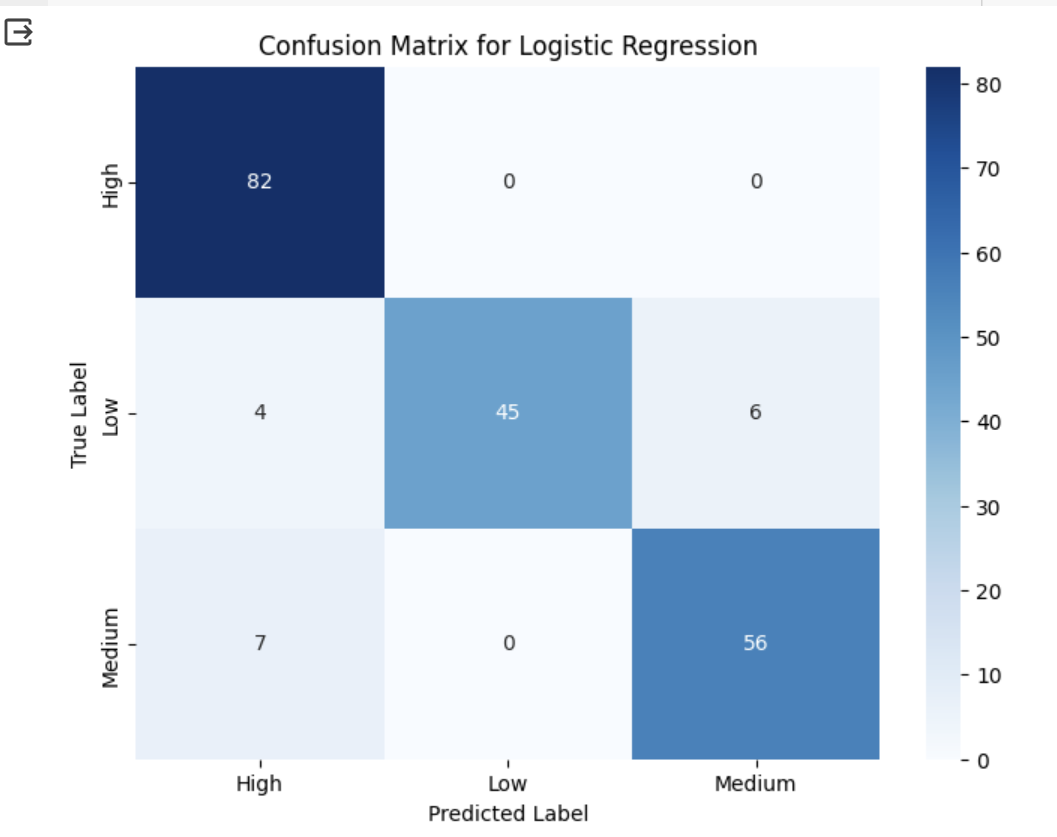 Confusion Matrix for Logistic Regression
True Label
High
82 0 0
Low
4 45 6
Medium
7 0 56
High Low Medium
Predicted Label
80
70
60
50
40
30
20
10
0